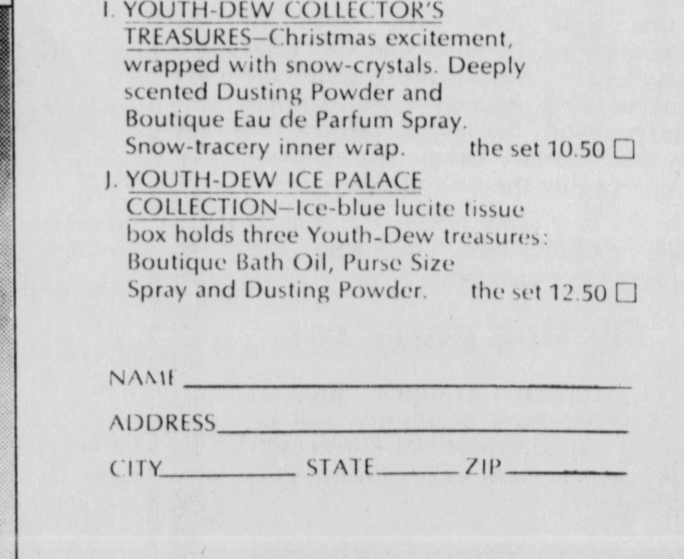 I. YOUTH-DEW COLLECTOR'S
TREASURES—Christmas excitement,
wrapped with snow-crystals. Deeply
scented Dusting Powder and
Boutique Eau de Parfum Spray.
Snow-tracery inner wrap. the set 10.50 □
J. YOUTH-DEW ICE PALACE
COLLECTION—Ice-blue lucite tissue
box holds three Youth-Dew treasures:
Boutique Bath Oil, Purse Size
Spray and Dusting Powder. the set 12.50 □
NAME
ADDRESS
CITY STATE ZIP